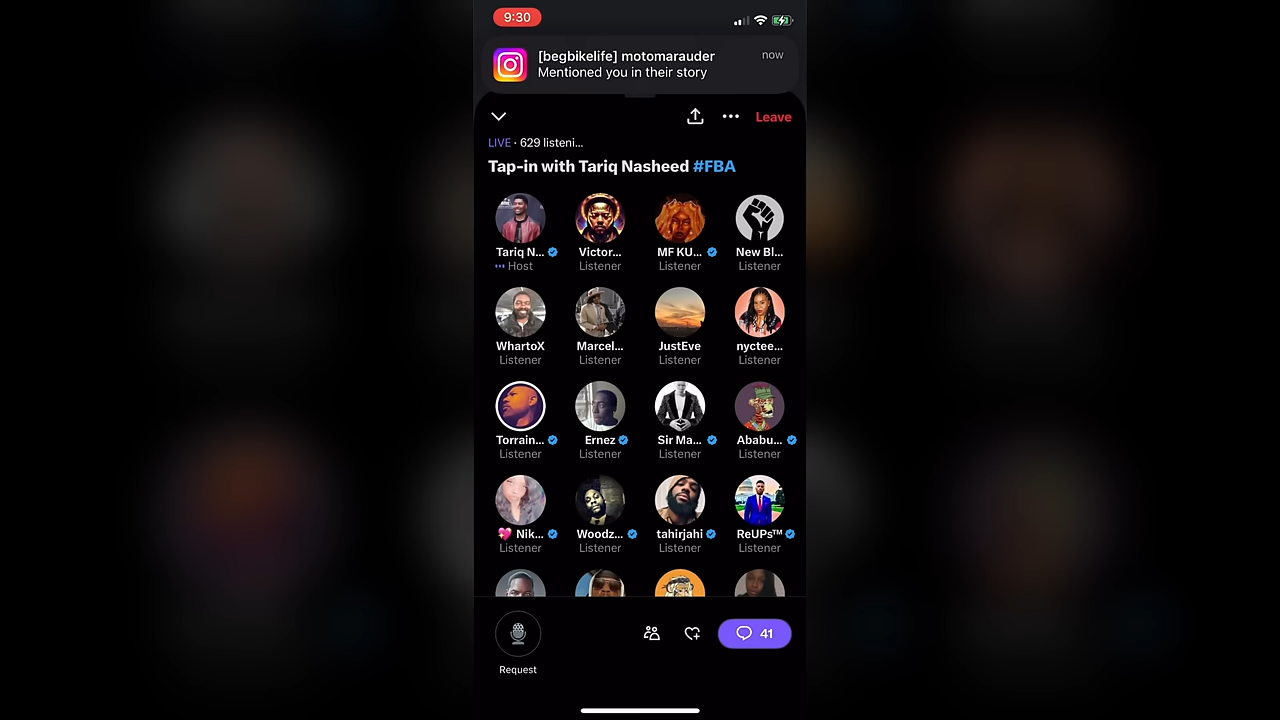 9:30
[begbikelife] motomarauder
now
Mentioned you in their story
Leave
LIVE · 629 listeni...
Tap-in with Tariq Nasheed #FBA
Tariq N... Victor... MF KU... New Bl...
Host Listener Listener Listener
WhartoX Marcel... JustEve nyctee...
Listener Listener Listener Listener
Torrain... Ernez Sir Ma... Ababu...
Listener Listener Listener Listener
💖 Nik... Woodz... tahirjahi ReUPs™
Listener Listener Listener Listener
41
Request